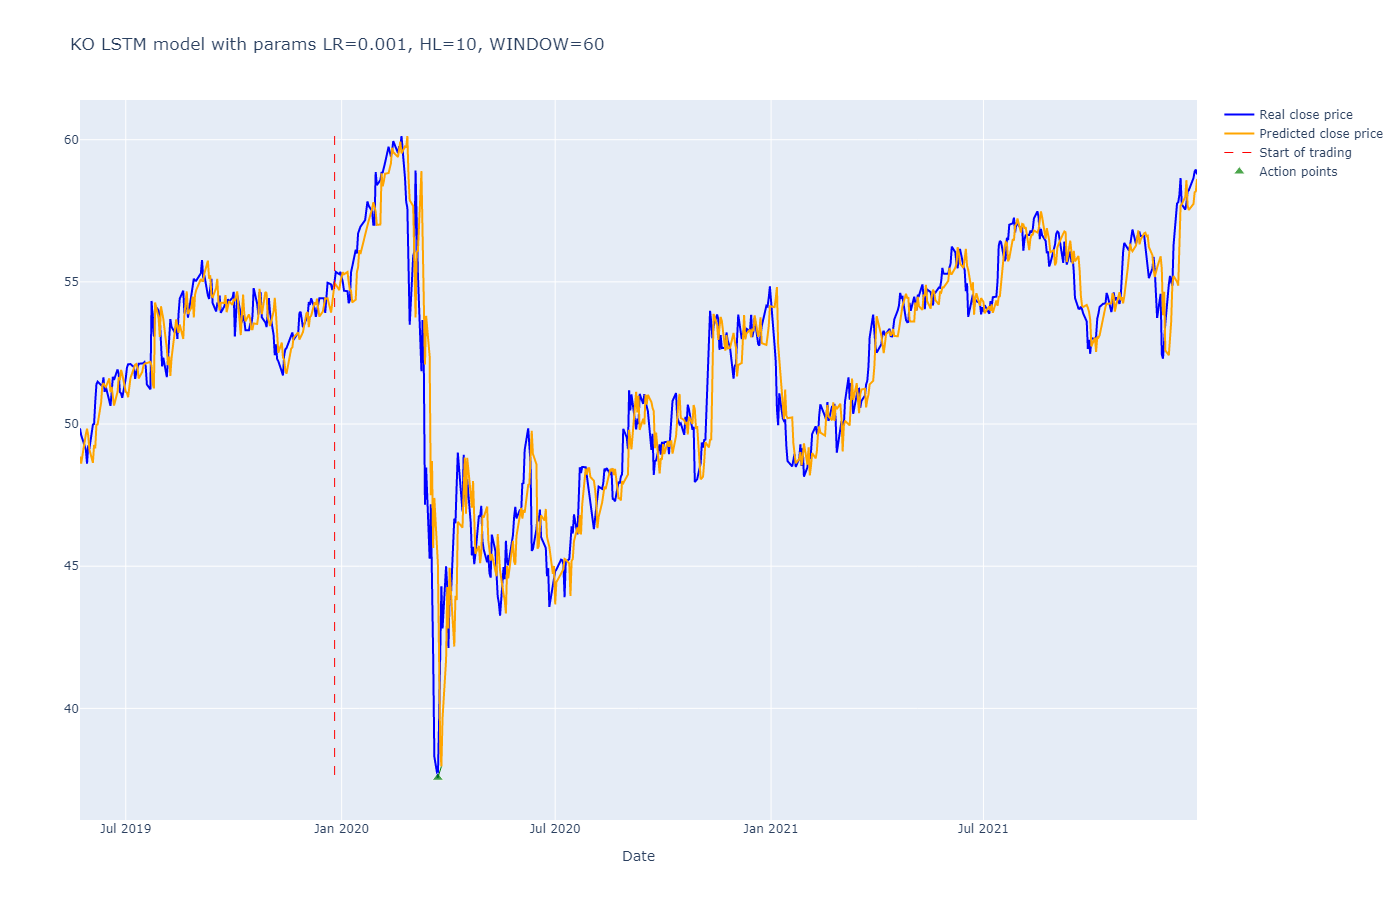 KO LSTM model with params LR=0.001, HL=10, WINDOW=60
Real close price
Predicted close price
Start of trading
Action points
60
55
50
45
40
Jul 2019
Jan 2020
Jul 2020
Jan 2021
Jul 2021
Date